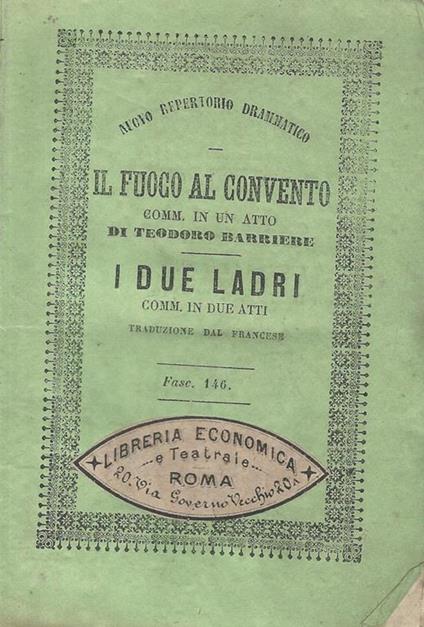 NUOVO REPERTORIO DRAMMATICO
IL FUOCO AL CONVENTO
COMM. IN UN ATTO
DI TEODORO BARRIERE
I DUE LADRI
COMM. IN DUE ATTI
TRADUZIONE DAL FRANCESE
Fasc. 146.
LIBRERIA ECONOMICA
e Teatrale
ROMA
20. Via Governo Vecchio 20A